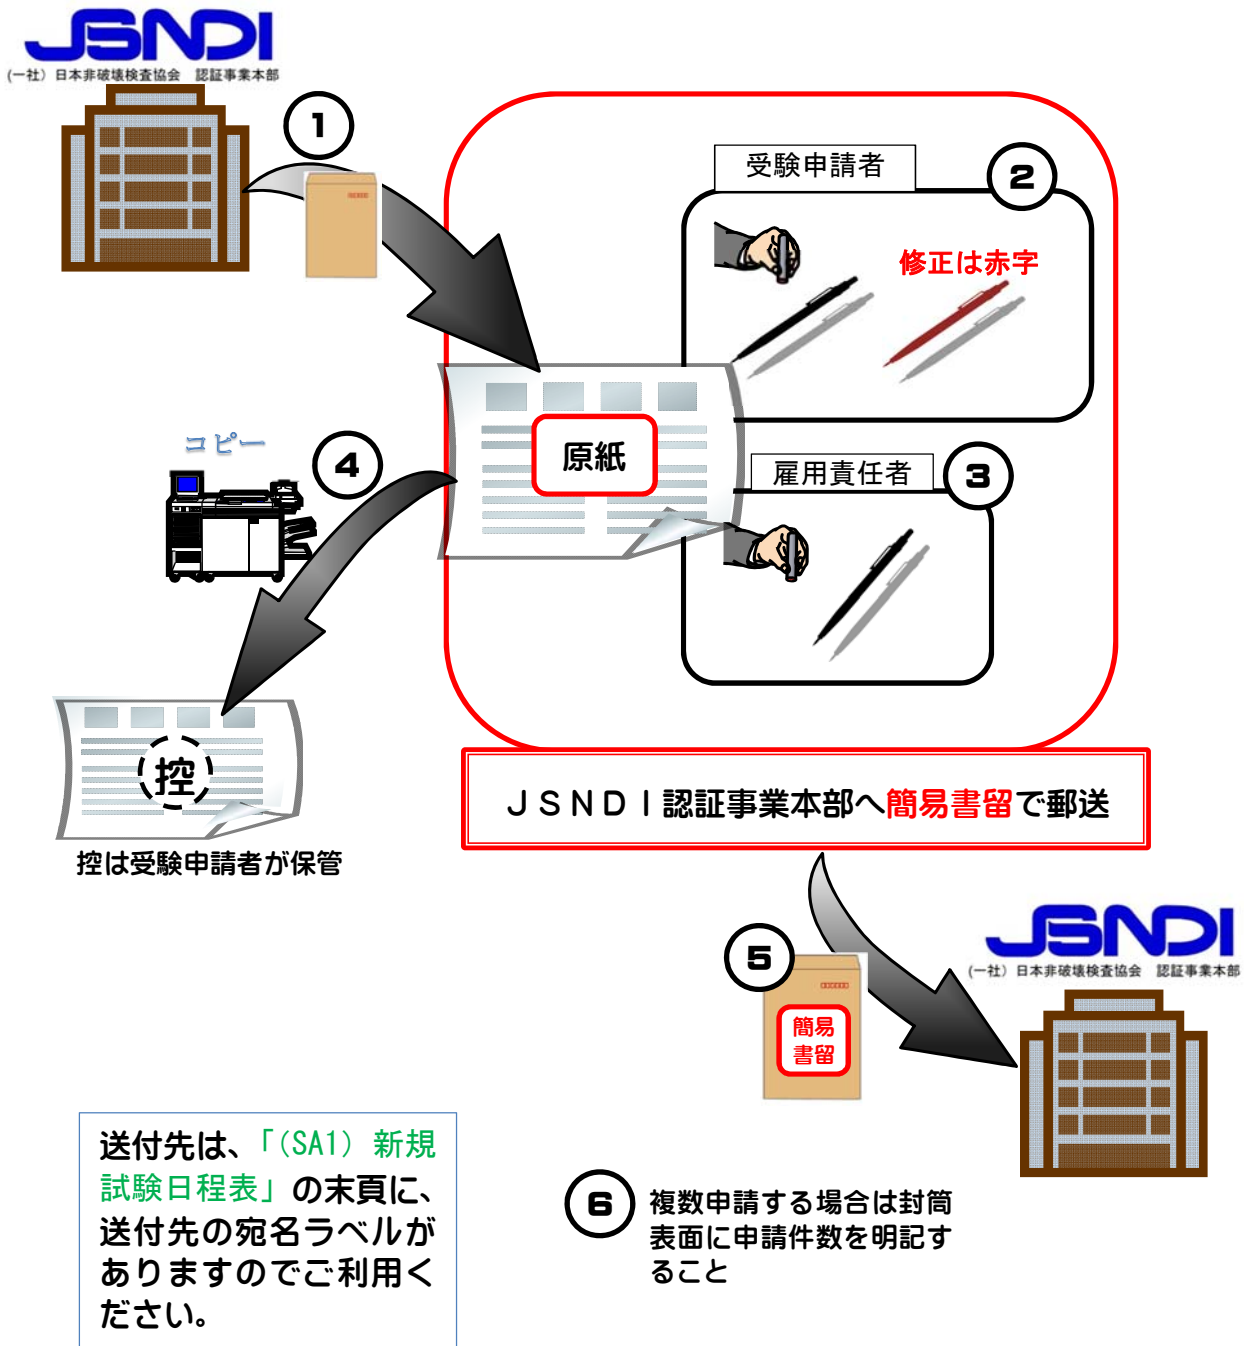 JSNDI
(一社) 日本非破壊検査協会　認証事業本部
1
受験申請者
2
修正は赤字
原紙
雇用責任者
3
コピー
4
控
控は受験申請者が保管
ＪＳＮＤＩ認証事業本部へ簡易書留で郵送
JSNDI
(一社) 日本非破壊検査協会　認証事業本部
5
簡易
書留
送付先は、「(SA1) 新規
試験日程表」の末頁に、
送付先の宛名ラベルが
ありますのでご利用く
ださい。
6
複数申請する場合は封筒
表面に申請件数を明記す
ること